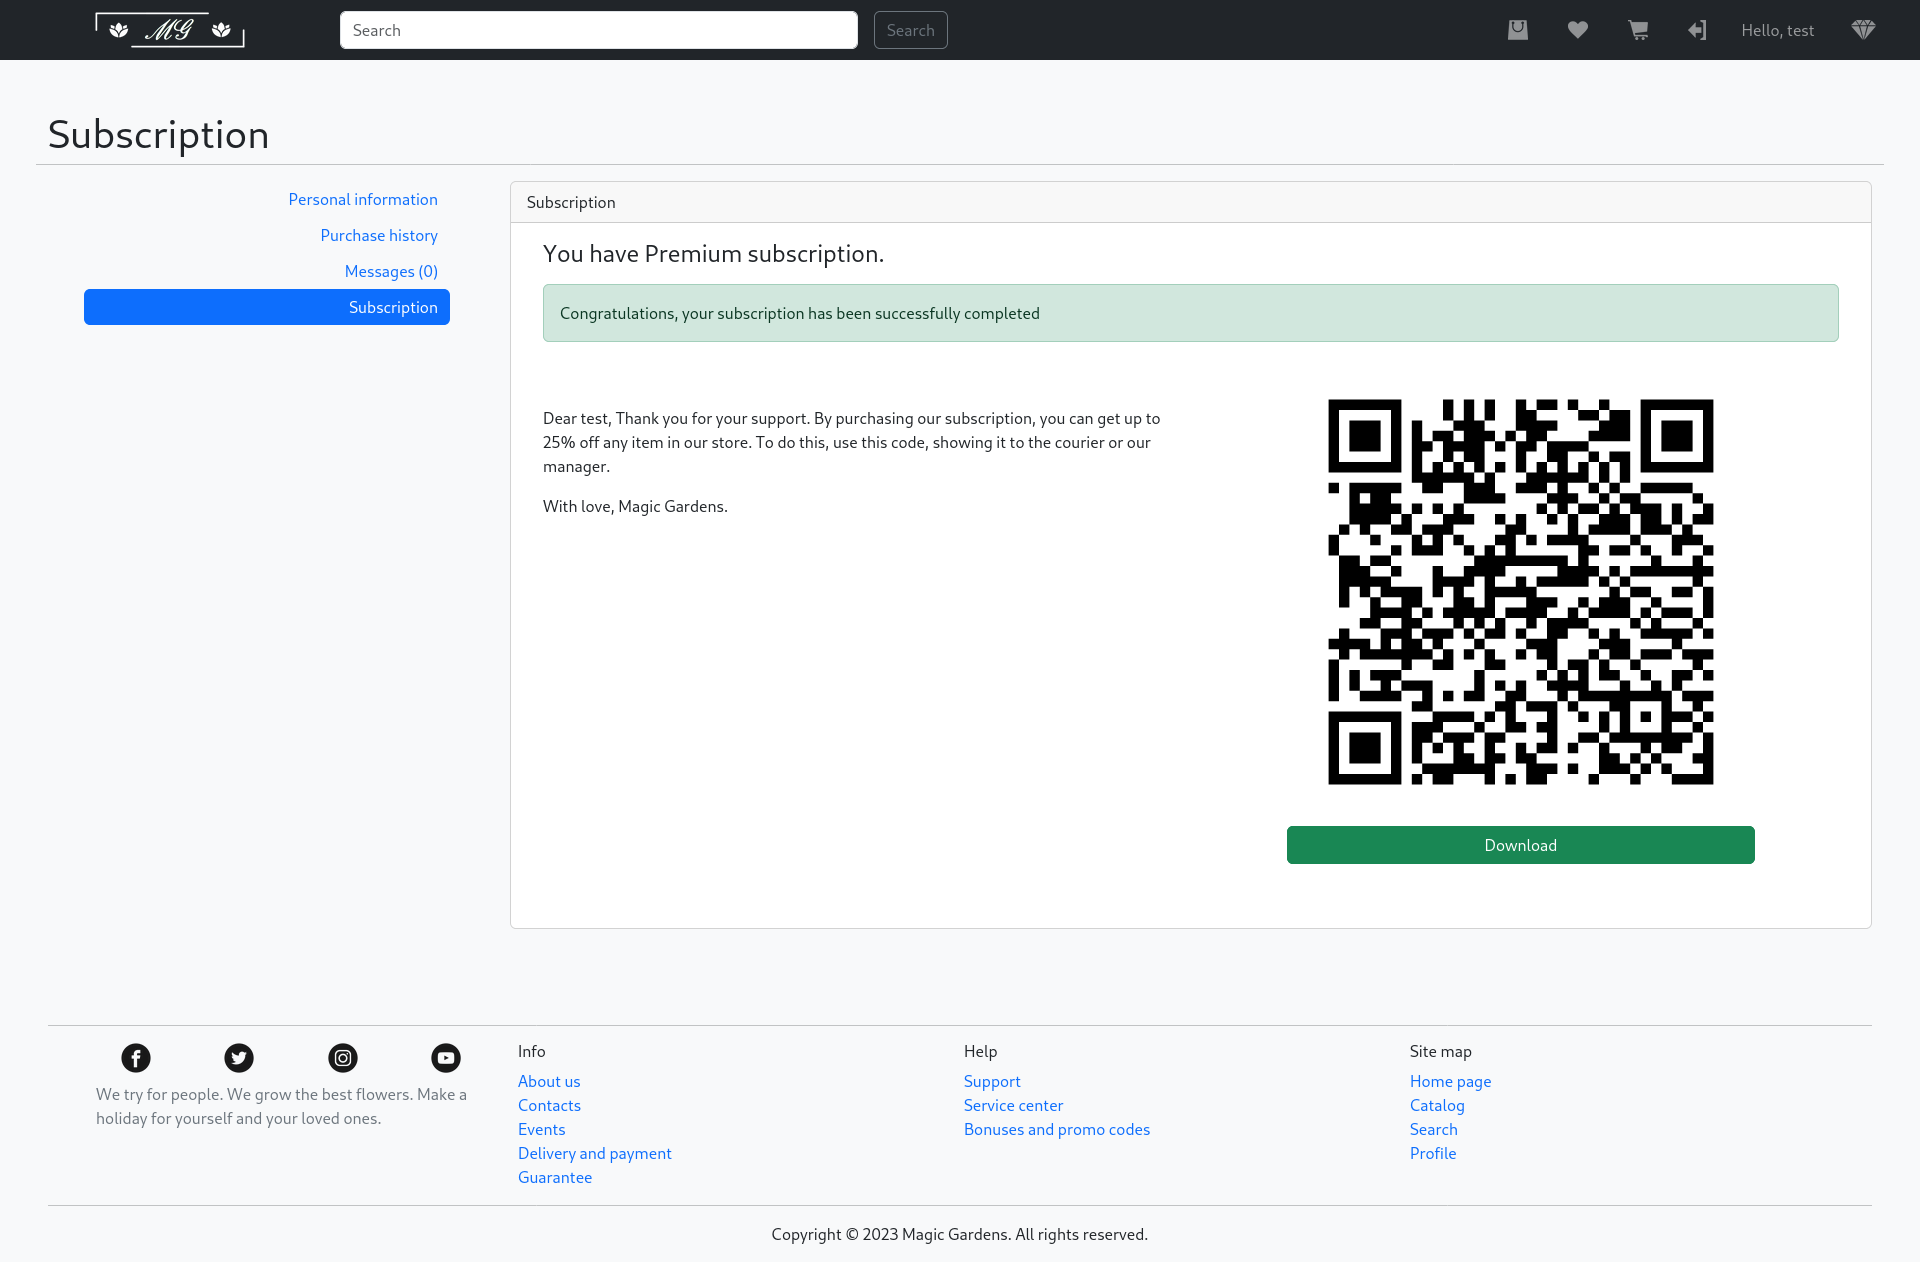 MG
Search
Search
Hello, test
Subscription
Personal information
Purchase history
Messages (0)
Subscription
Subscription
You have Premium subscription.
Congratulations, your subscription has been successfully completed
Dear test, Thank you for your support. By purchasing our subscription, you can get up to
25% off any item in our store. To do this, use this code, showing it to the courier or our
manager.
With love, Magic Gardens.
Download
We try for people. We grow the best flowers. Make a
holiday for yourself and your loved ones.
Info
About us
Contacts
Events
Delivery and payment
Guarantee
Help
Support
Service center
Bonuses and promo codes
Site map
Home page
Catalog
Search
Profile
Copyright © 2023 Magic Gardens. All rights reserved.